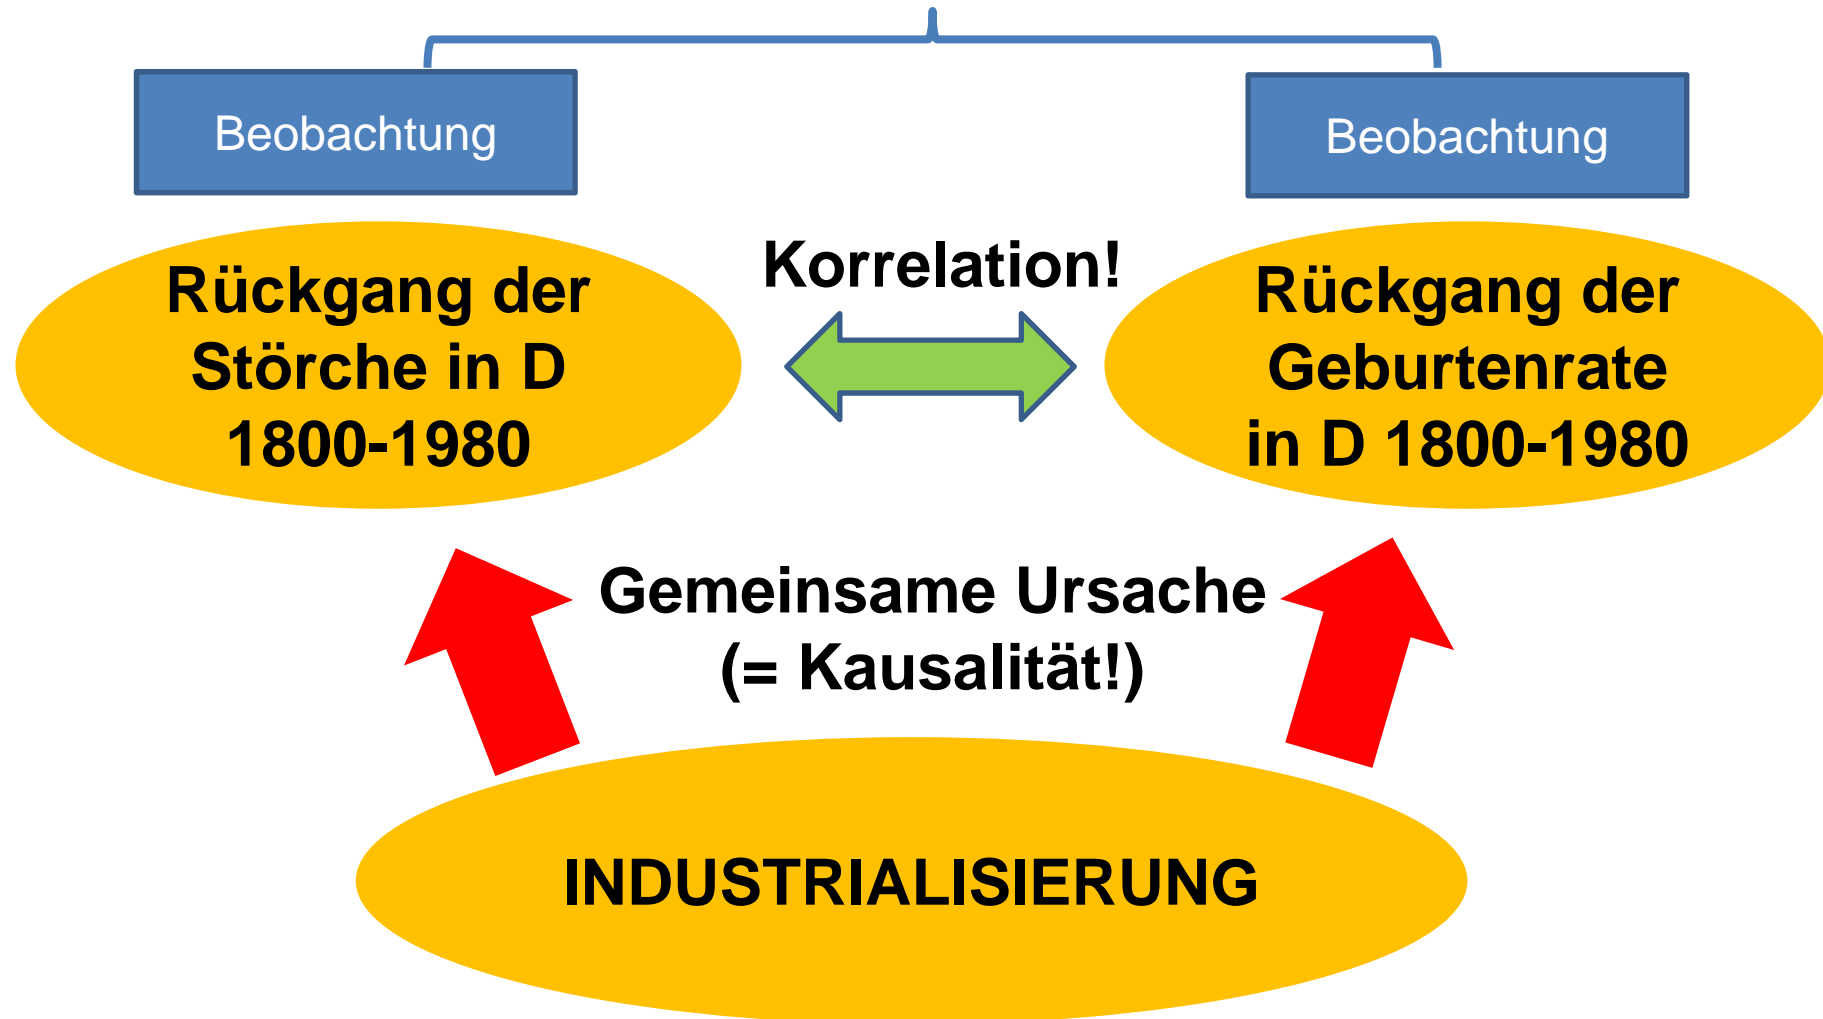 Beobachtung
Beobachtung
Rückgang der
Störche in D
1800-1980
Korrelation!
Rückgang der
Geburtenrate
in D 1800-1980
Gemeinsame Ursache
(= Kausalität!)
INDUSTRIALISIERUNG